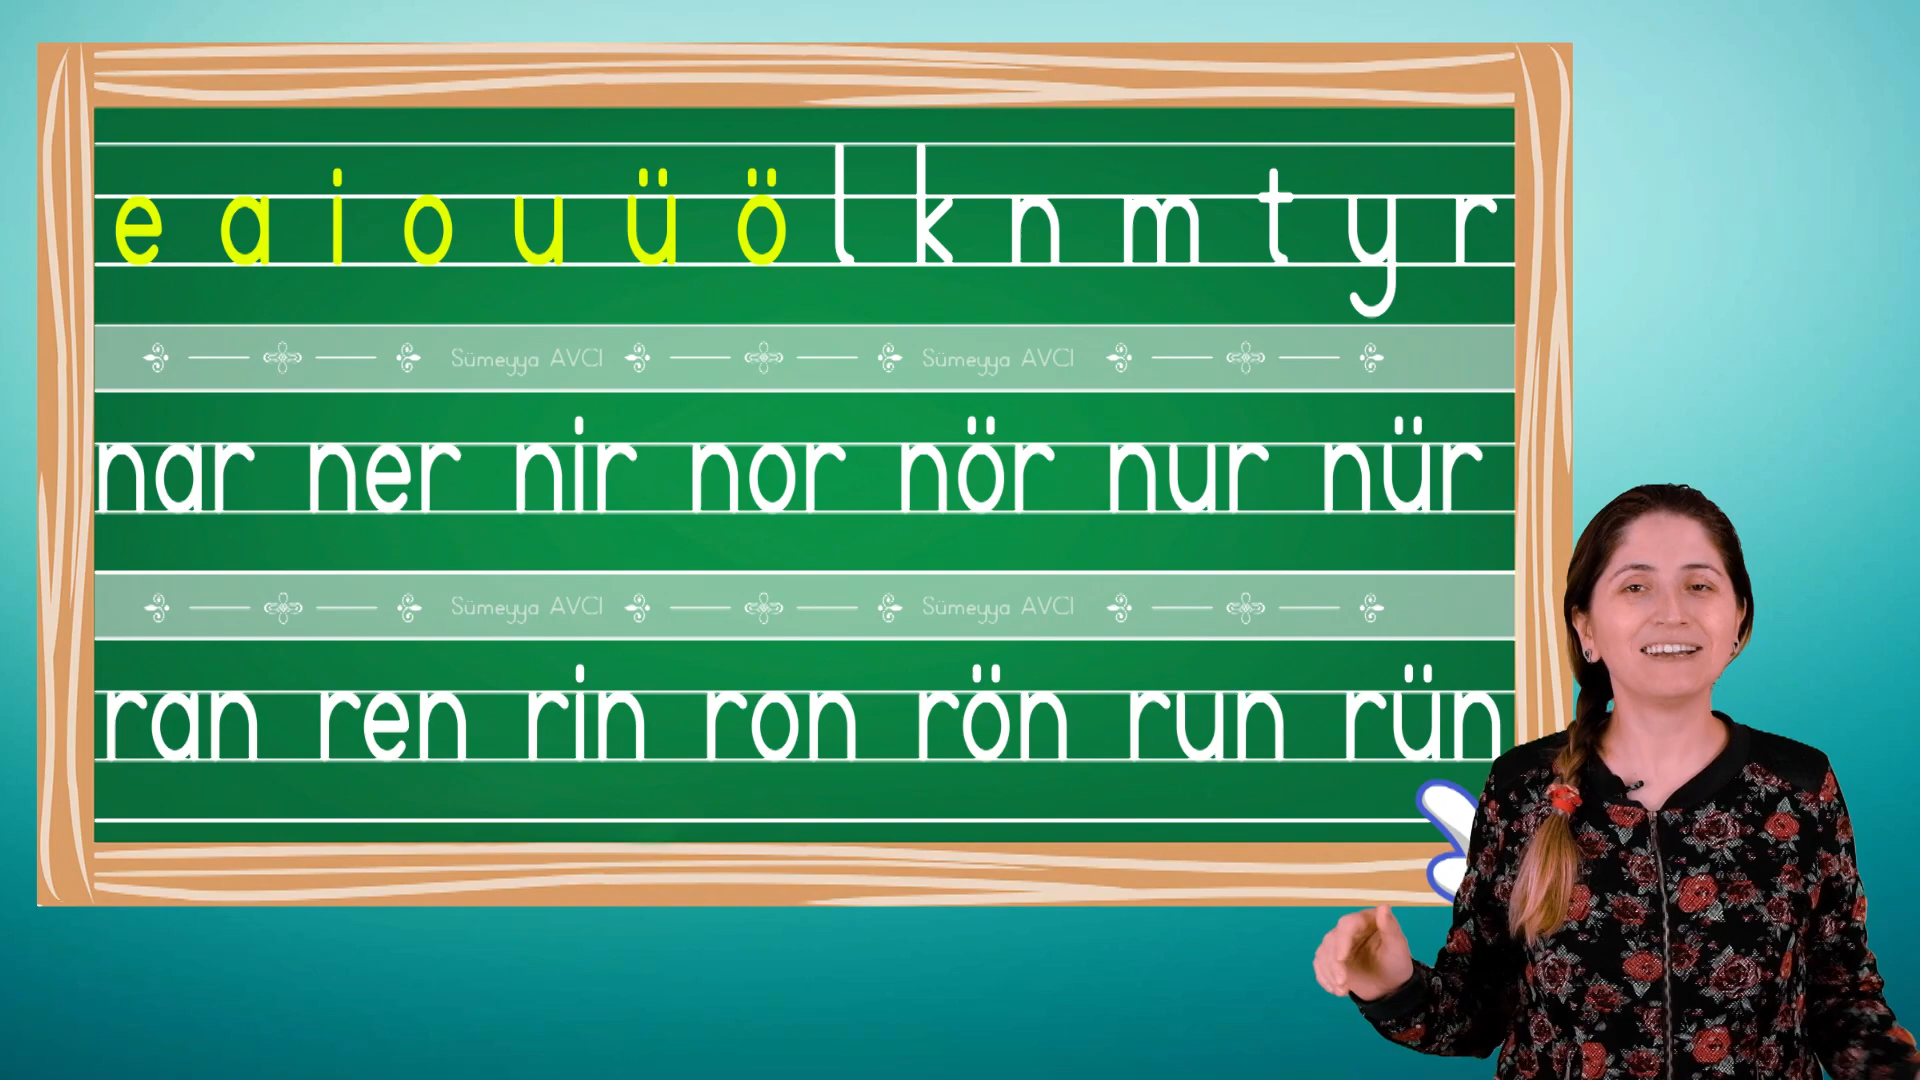 e a i o u ü ö l k n m t y r
Sümeyya AVCI Sümeyya AVCI
nar ner nir nor nör nur nür
Sümeyya AVCI Sümeyya AVCI
ran ren rin ron rön run rün